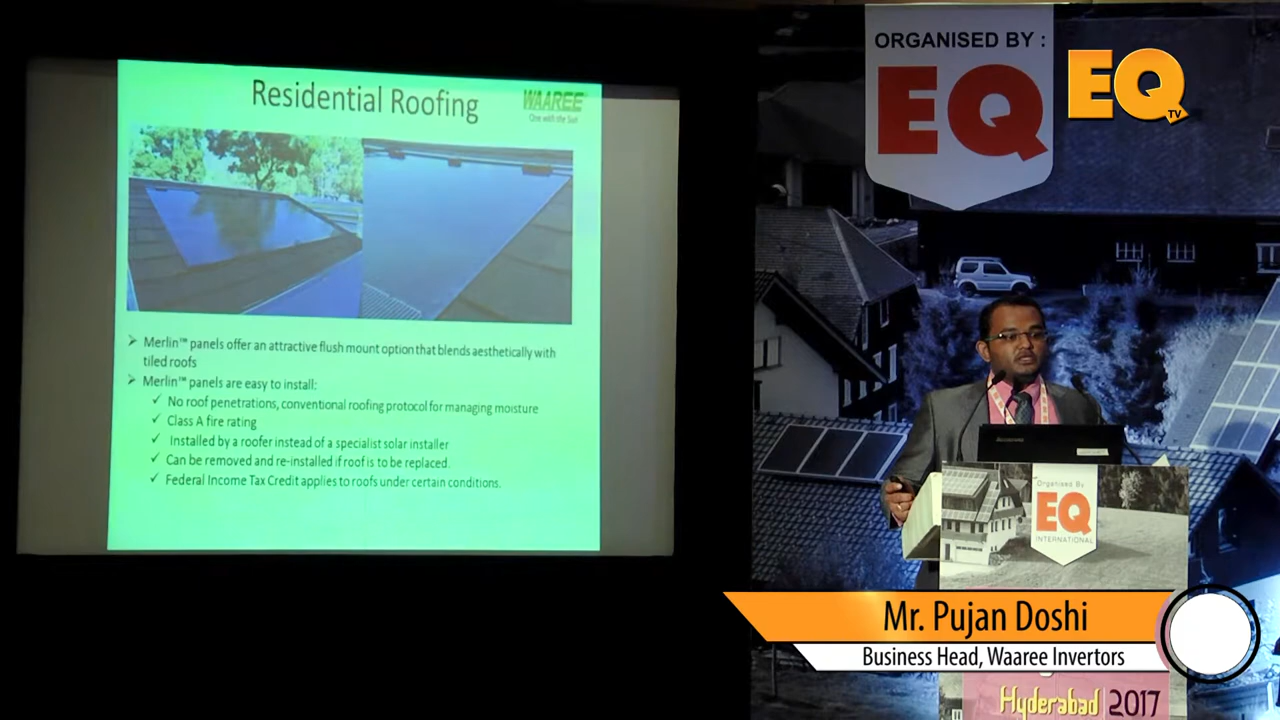 Residential Roofing
WAAREE
One with the Sun
➢ Merlin™ panels offer an attractive flush mount option that blends aesthetically with
tiled roofs
➢ Merlin™ panels are easy to install:
✓ No roof penetrations, conventional roofing protocol for managing moisture
✓ Class A fire rating
✓ Installed by a roofer instead of a specialist solar installer
✓ Can be removed and re-installed if roof is to be replaced.
✓ Federal Income Tax Credit applies to roofs under certain conditions.
ORGANISED BY :
EQ
EQ
TV
Organised By
EQ
INTERNATIONAL
Mr. Pujan Doshi
Business Head, Waaree Invertors
Hyderabad 2017